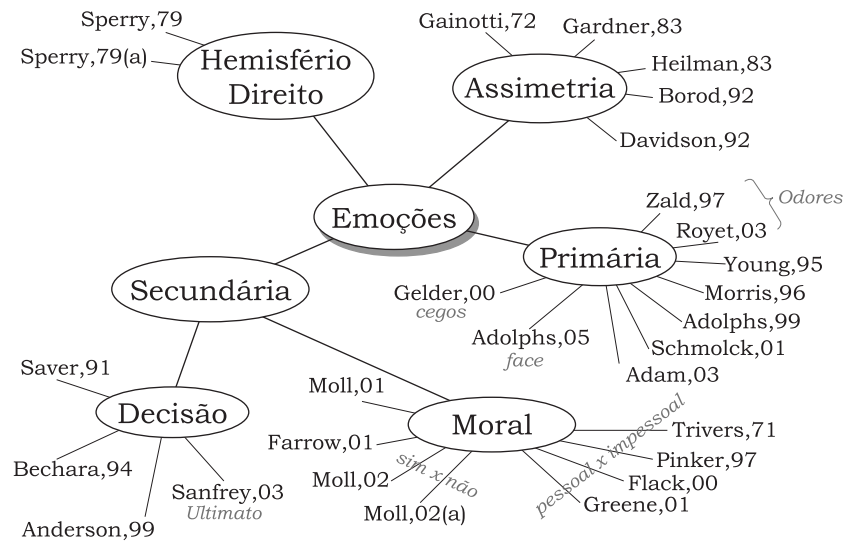 Sperry,79
Sperry,79(a)
Hemisfério
Direito
Gainotti,72
Gardner,83
Heilman,83
Borod,92
Davidson,92
Assimetria
Emoções
Zald,97
Odores
Royet,03
Primária
Young,95
Morris,96
Adolphs,99
Schmolck,01
Adam,03
Gelder,00
cegos
Adolphs,05
face
Secundária
Saver,91
Decisão
Bechara,94
Sanfrey,03
Ultimato
Anderson,99
Moll,01
Moral
Farrow,01
Moll,02
sim x não
Moll,02(a)
pessoal x impessoal
Trivers,71
Pinker,97
Flack,00
Greene,01